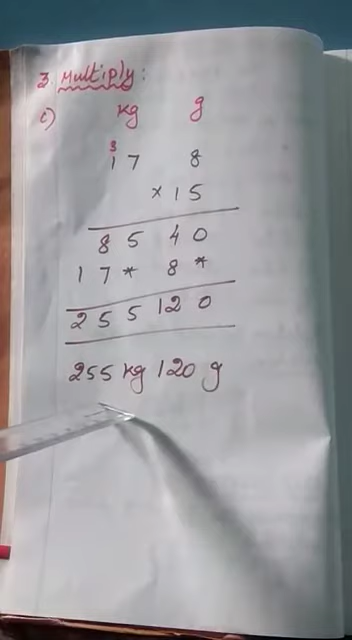 3. Multiply:
c) kg g
3
17 8
×15
85 40
17* 8*
255 120
255 kg 120 g